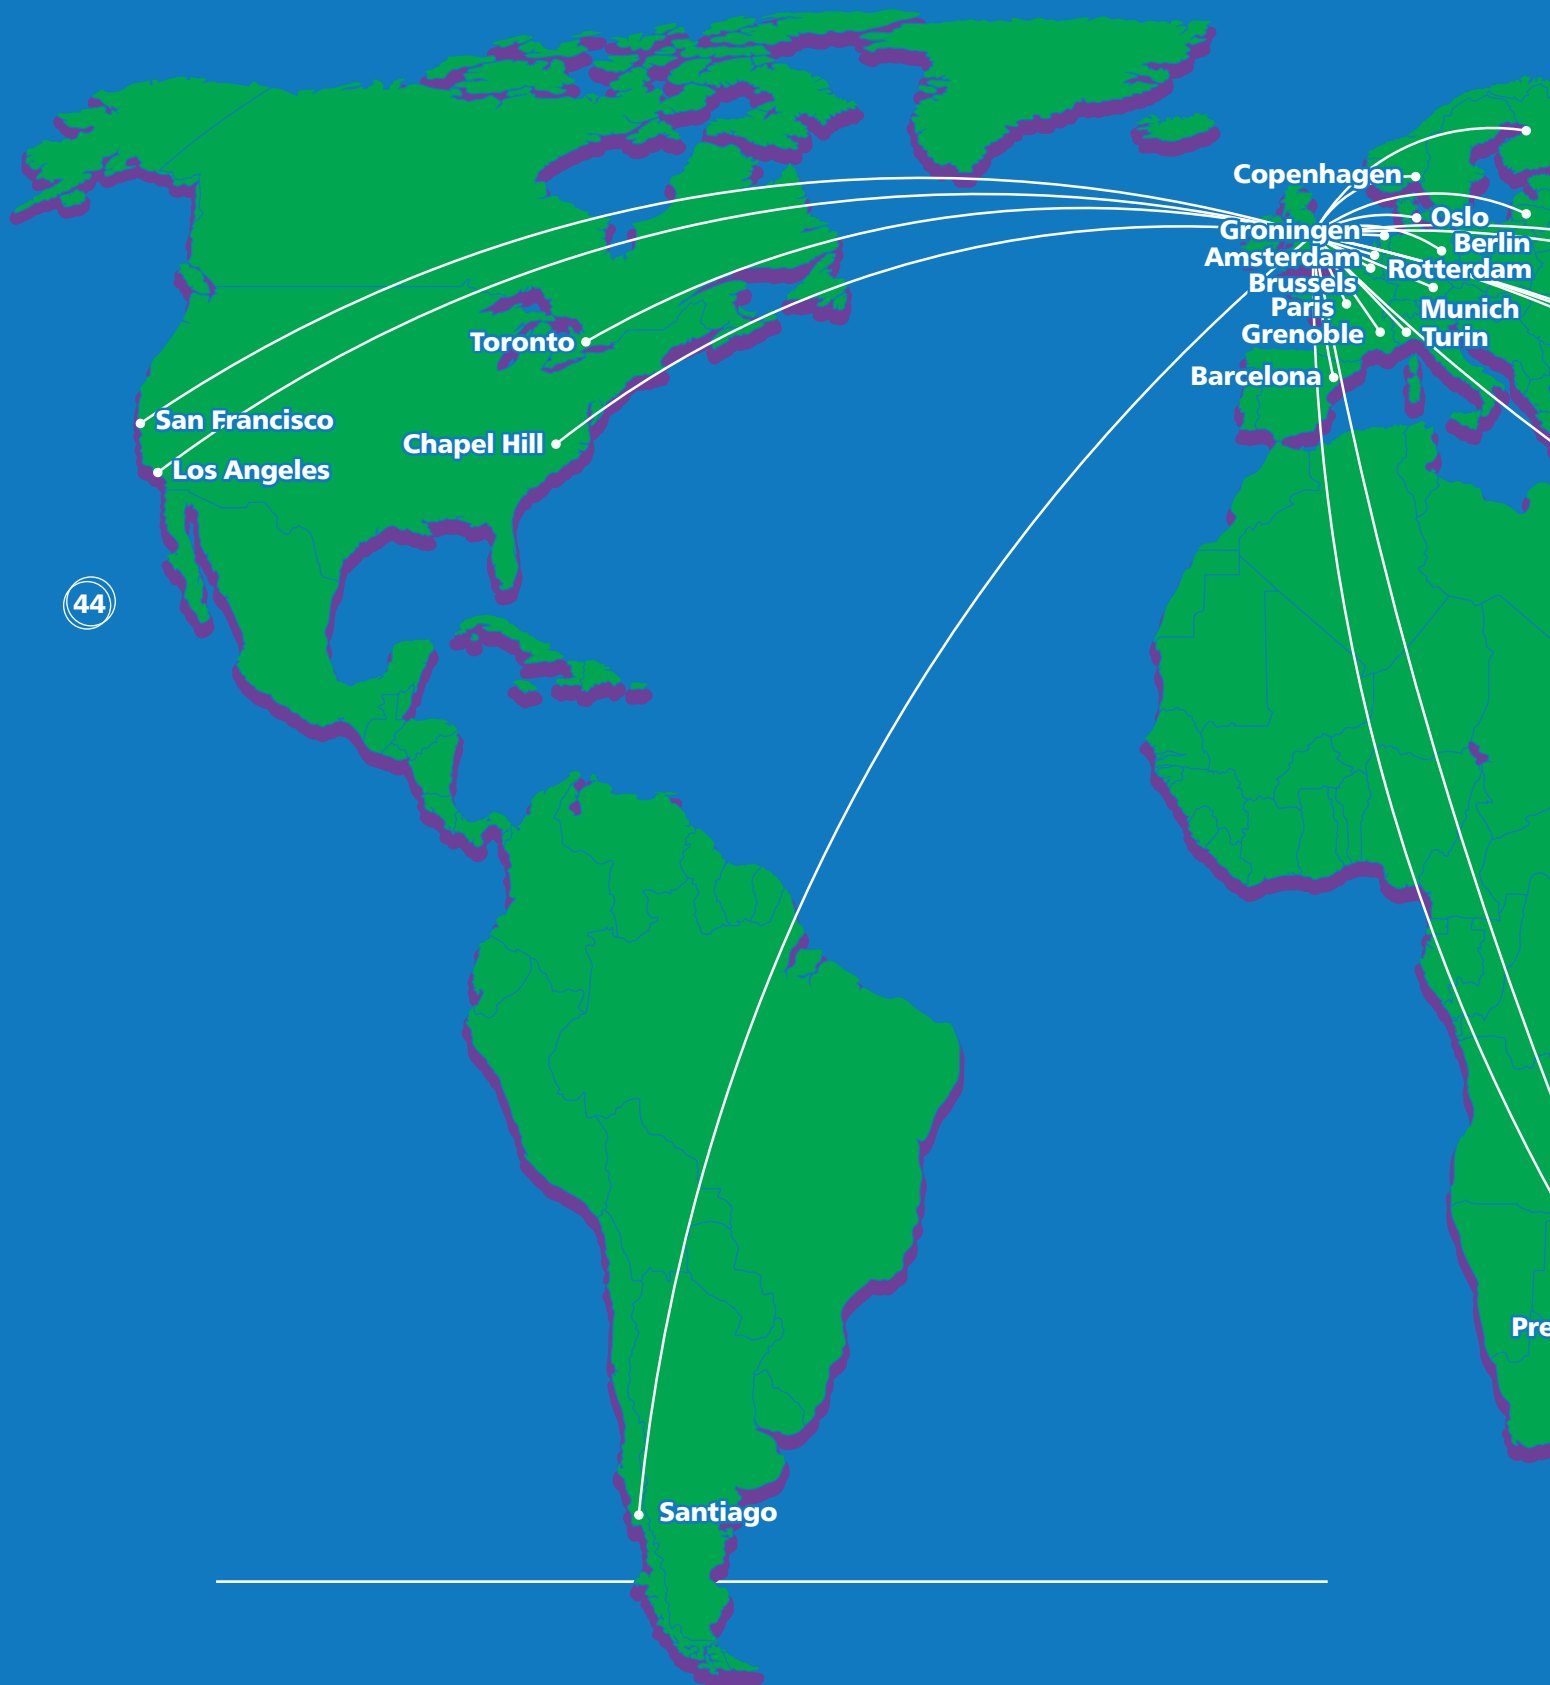 Copenhagen
Oslo
Groningen
Berlin
Amsterdam
Rotterdam
Brussels
Paris
Munich
Grenoble
Turin
Toronto
Barcelona
San Francisco
Chapel Hill
Los Angeles
44
Pre
Santiago